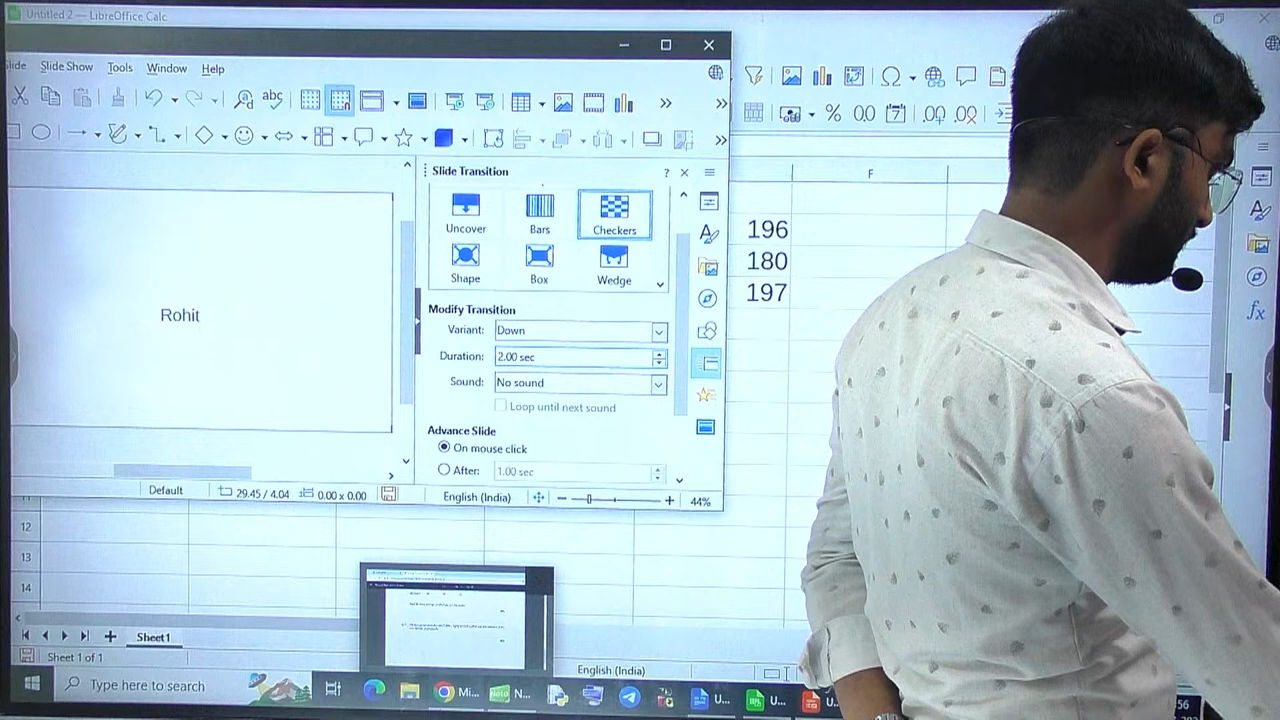 Untitled 2 — LibreOffice Calc
Slide Show Tools Window Help
Slide Transition
Uncover Bars Checkers
Shape Box Wedge
Modify Transition
Variant: Down
Duration: 2.00 sec
Sound: No sound
Loop until next sound
Advance Slide
On mouse click
After: 1.00 sec
Rohit
Default 29.45 / 4.04 0.00 x 0.00 English (India) 44%
F
196
180
197
12
13
14
Sheet1
Sheet 1 of 1 English (India)
Type here to search Mi... N... U... U... U...